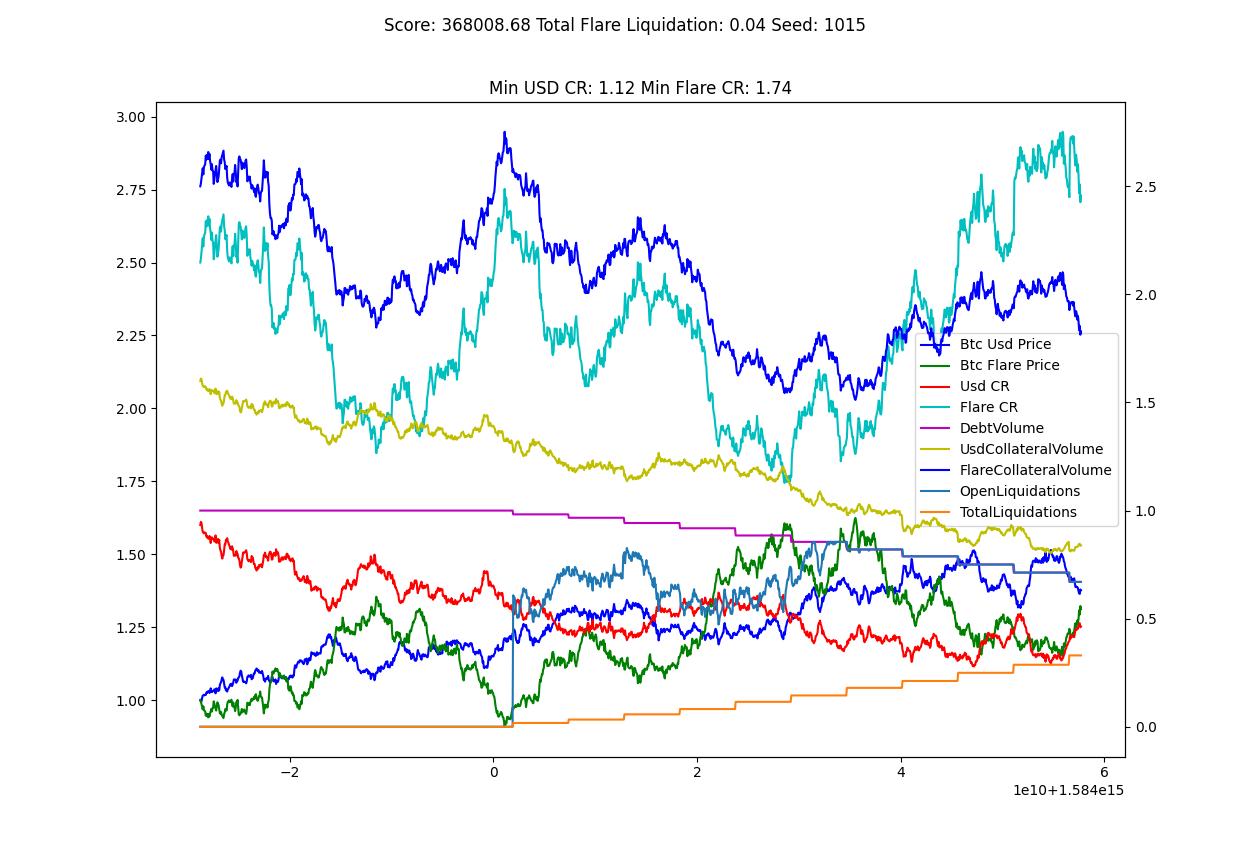 Score: 368008.68 Total Flare Liquidation: 0.04 Seed: 1015
Min USD CR: 1.12 Min Flare CR: 1.74
3.00
2.75
2.50
2.25
2.00
1.75
1.50
1.25
1.00
2.5
2.0
1.5
1.0
0.5
0.0
Btc Usd Price
Btc Flare Price
Usd CR
Flare CR
DebtVolume
UsdCollateralVolume
FlareCollateralVolume
OpenLiquidations
TotalLiquidations
−2 0 2 4 6
1e10+1.584e15